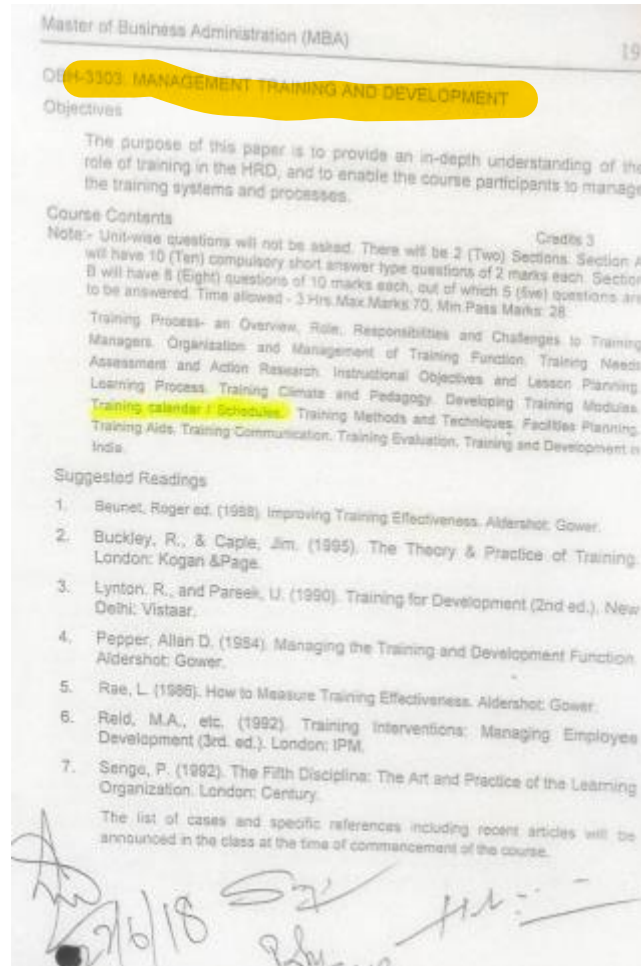 Master of Business Administration (MBA)
19
OBH-3303. MANAGEMENT TRAINING AND DEVELOPMENT
Objectives
The purpose of this paper is to provide an in-depth understanding of the
role of training in the HRD, and to enable the course participants to manage
the training systems and processes.
Course Contents
Credits 3
Note:- Unit-wise questions will not be asked. There will be 2 (Two) Sections. Section A
will have 10 (Ten) compulsory short answer type questions of 2 marks each. Section
B will have 8 (Eight) questions of 10 marks each, out of which 5 (five) questions are
to be answered. Time allowed - 3 Hrs. Max Marks 70, Min Pass Marks: 28
Training Process- an Overview, Role, Responsibilities and Challenges to Training
Managers. Organization and Management of Training Function. Training Needs
Assessment and Action Research. Instructional Objectives and Lesson Planning.
Learning Process. Training Climate and Pedagogy. Developing Training Modules.
Training calendar / Schedules. Training Methods and Techniques. Facilities Planning.
Training Aids. Training Communication. Training Evaluation. Training and Development in
India.
Suggested Readings
1. Beunet, Roger ed. (1988). Improving Training Effectiveness. Aldershot: Gower.
2. Buckley, R., & Caple, Jim. (1995). The Theory & Practice of Training.
London: Kogan &Page.
3. Lynton. R., and Pareek, U. (1990). Training for Development (2nd ed.). New
Delhi: Vistaar.
4. Pepper, Allan D. (1984). Managing the Training and Development Function.
Aldershot: Gower.
5. Rae, L. (1986). How to Measure Training Effectiveness. Aldershot: Gower.
6. Reid, M.A., etc. (1992). Training Interventions: Managing Employee
Development (3rd. ed.). London: IPM.
7. Senge, P. (1992). The Fifth Discipline: The Art and Practice of the Learning
Organization. London: Century.
The list of cases and specific references including recent articles will be
announced in the class at the time of commencement of the course.
27/6/18